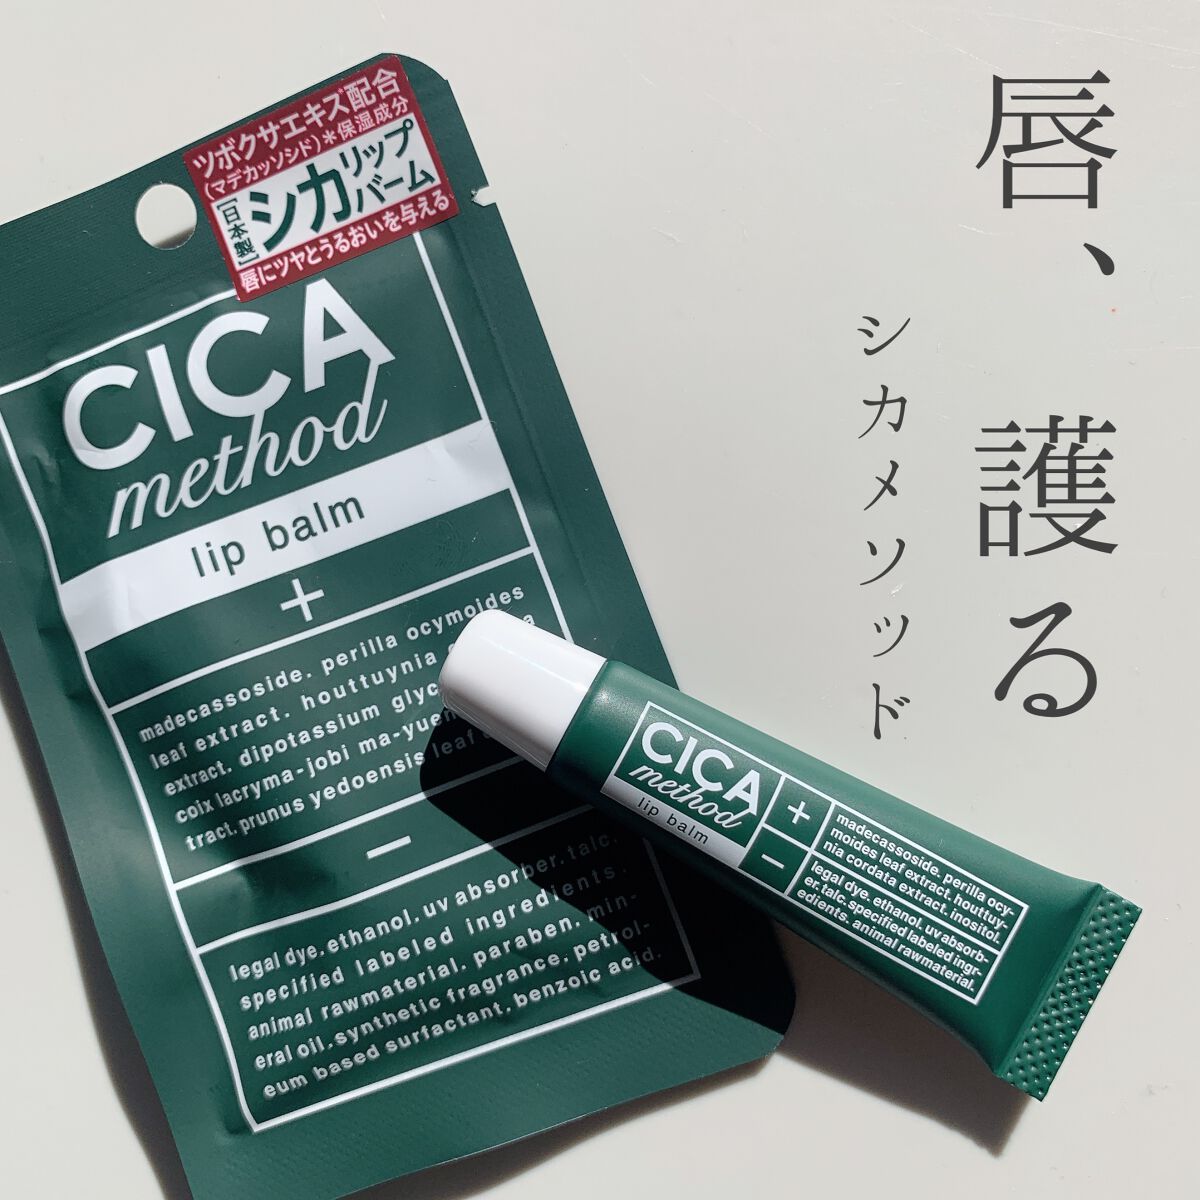 唇、護る
シカメソッド
ツボクサエキス配合
(マデカッソシド)*保湿成分
[日本製]
シカリップバーム
唇にツヤとうるおいを与える
CICA
method
lip balm
+
madecassoside. perilla ocymoides
leaf extract. houttuynia
extract. dipotassium
coix lacryma-jobi ma-yuen
tract. prunus yedoensis leaf
−
legal dye. ethanol. uv absorber. talc.
specified labeled ingredients.
animal rawmaterial. paraben. min-
eral oil. synthetic fragrance. petrol-
eum based surfactant. benzoic acid.
CICA
method
lip balm
+
−
madecassoside. perilla ocy-
moides leaf extract. houttuy-
nia cordata extract. inositol.
legal dye. ethanol. uv absorb-
er. talc. specified labeled ingr-
edients. animal rawmaterial.